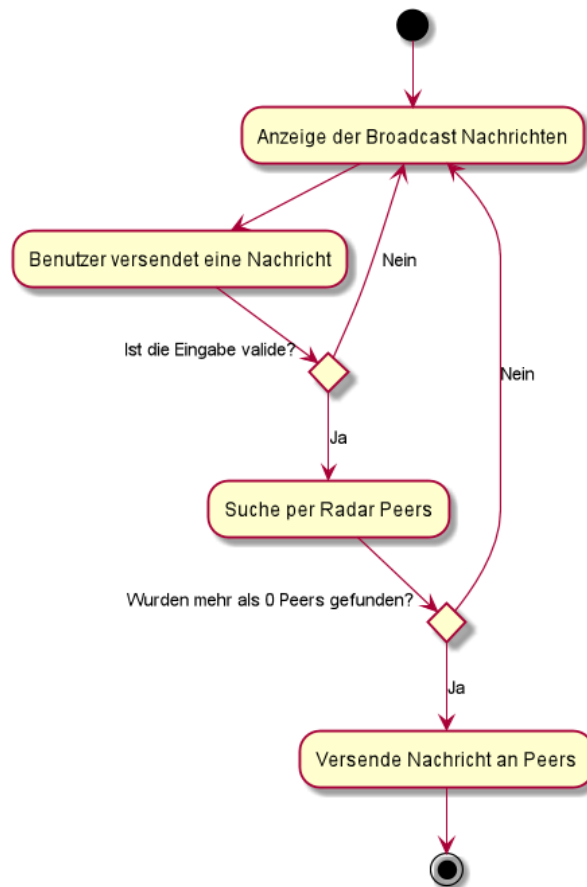 Anzeige der Broadcast Nachrichten
Benutzer versendet eine Nachricht
Nein
Ist die Eingabe valide?
Nein
Ja
Suche per Radar Peers
Wurden mehr als 0 Peers gefunden?
Ja
Versende Nachricht an Peers